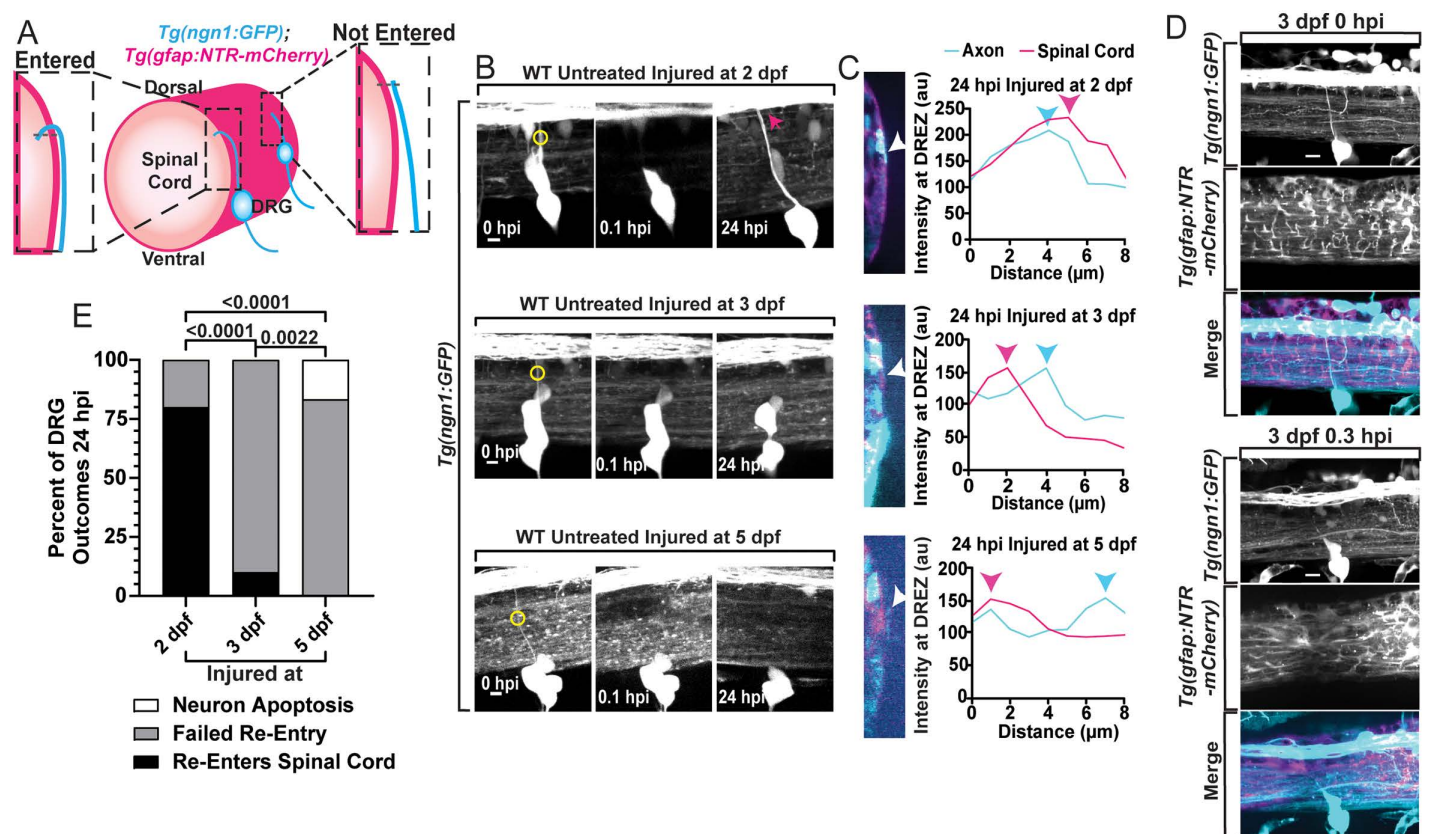 A
Tg(ngn1:GFP);
Tg(gfap:NTR-mCherry)
Entered
Not Entered
Dorsal
Spinal
Cord
DRG
Ventral
B
WT Untreated Injured at 2 dpf
0 hpi
0.1 hpi
24 hpi
WT Untreated Injured at 3 dpf
0 hpi
0.1 hpi
24 hpi
WT Untreated Injured at 5 dpf
0 hpi
0.1 hpi
24 hpi
Tg(ngn1:GFP)
C
Axon
Spinal Cord
24 hpi Injured at 2 dpf
Intensity at DREZ (au)
250
200
150
100
50
0
0 2 4 6 8
Distance (µm)
24 hpi Injured at 3 dpf
Intensity at DREZ (au)
200
150
100
50
0
0 2 4 6 8
Distance (µm)
24 hpi Injured at 5 dpf
Intensity at DREZ (au)
200
150
100
50
0
0 2 4 6 8
Distance (µm)
D
3 dpf 0 hpi
Tg(ngn1:GFP)
Tg(gfap:NTR
-mCherry)
Merge
3 dpf 0.3 hpi
Tg(ngn1:GFP)
Tg(gfap:NTR
-mCherry)
Merge
E
<0.0001
<0.0001
0.0022
Percent of DRG
Outcomes 24 hpi
100
75
50
25
0
2 dpf
3 dpf
5 dpf
Injured at
Neuron Apoptosis
Failed Re-Entry
Re-Enters Spinal Cord